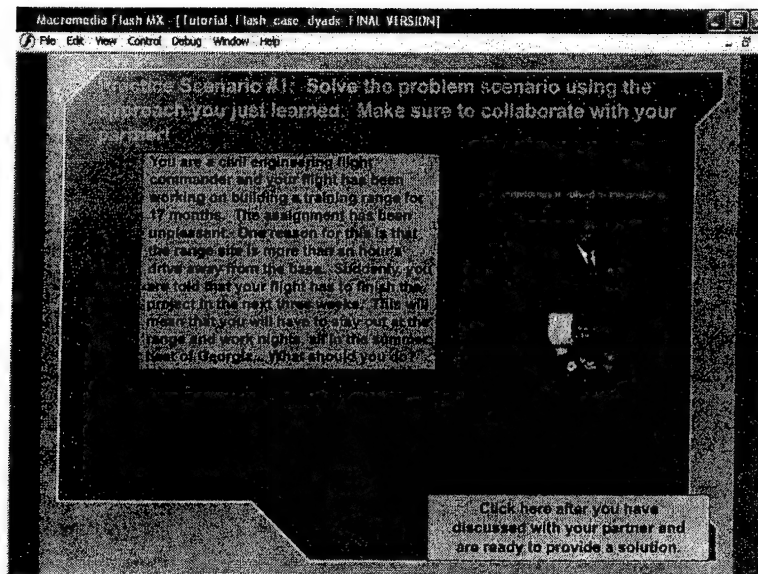 Macromedia Flash MX - [Tutorial_Flash_case_dyads_FINAL VERSION]
File Edit View Control Debug Window Help
Practice Scenario #1: Solve the problem scenario using the
approach you just learned. Make sure to collaborate with your
partner!
You are a civil engineering flight
commander and your flight has been
working on building a training range for
17 months. The assignment has been
unpleasant. One reason for this is that
the range site is more than an hour's
drive away from the base. Suddenly, you
are told that your flight has to finish the
project in the next three weeks. This will
mean that you will have to stay out at the
range and work nights, all in the summer
heat of Georgia... What should you do?
Click here after you have
discussed with your partner and
are ready to provide a solution.